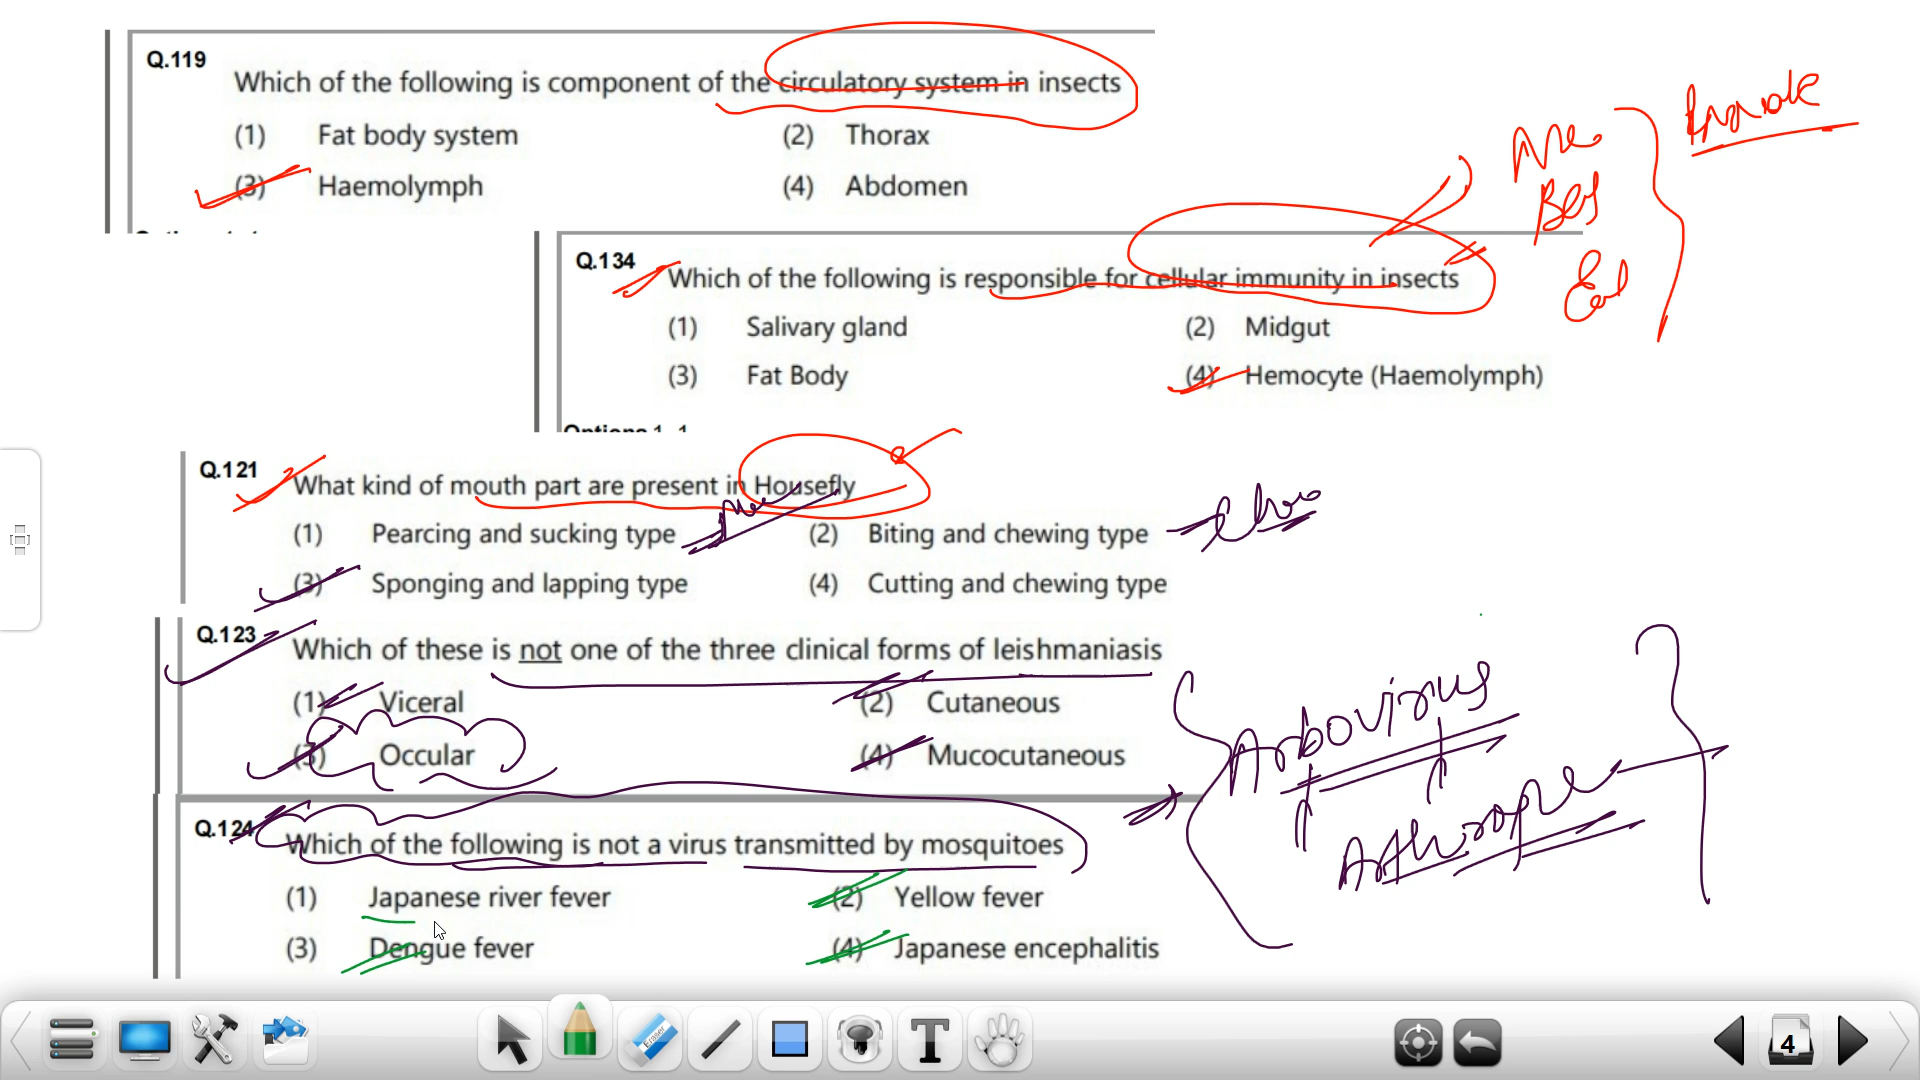 Q.119
Which of the following is component of the circulatory system in insects
(1) Fat body system (2) Thorax
(3) Haemolymph (4) Abdomen
Q.134
Which of the following is responsible for cellular immunity in insects
(1) Salivary gland (2) Midgut
(3) Fat Body (4) Hemocyte (Haemolymph)
Q.121
What kind of mouth part are present in Housefly
(1) Pearcing and sucking type (2) Biting and chewing type
(3) Sponging and lapping type (4) Cutting and chewing type
Q.123
Which of these is not one of the three clinical forms of leishmaniasis
(1) Viceral (2) Cutaneous
(3) Occular (4) Mucocutaneous
Arbovirus
Q.124
Which of the following is not a virus transmitted by mosquitoes
(1) Japanese river fever (2) Yellow fever
(3) Dengue fever (4) Japanese encephalitis
Eraser
T
4